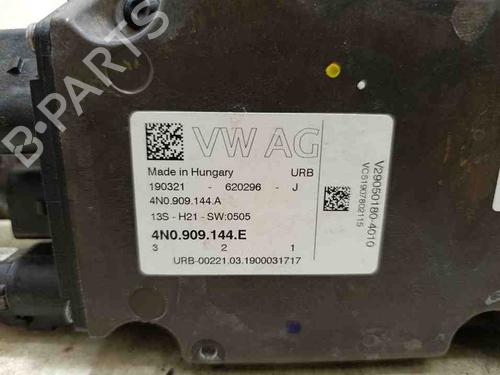 VW AG
Made in Hungary URB
190321 - 620296 - J
4N0.909.144.A
13S - H21 - SW:0505
4N0.909.144.E
3 2 1
URB-00221.03.1900031717
V29050180-4010
VC511907802115
B-PARTS